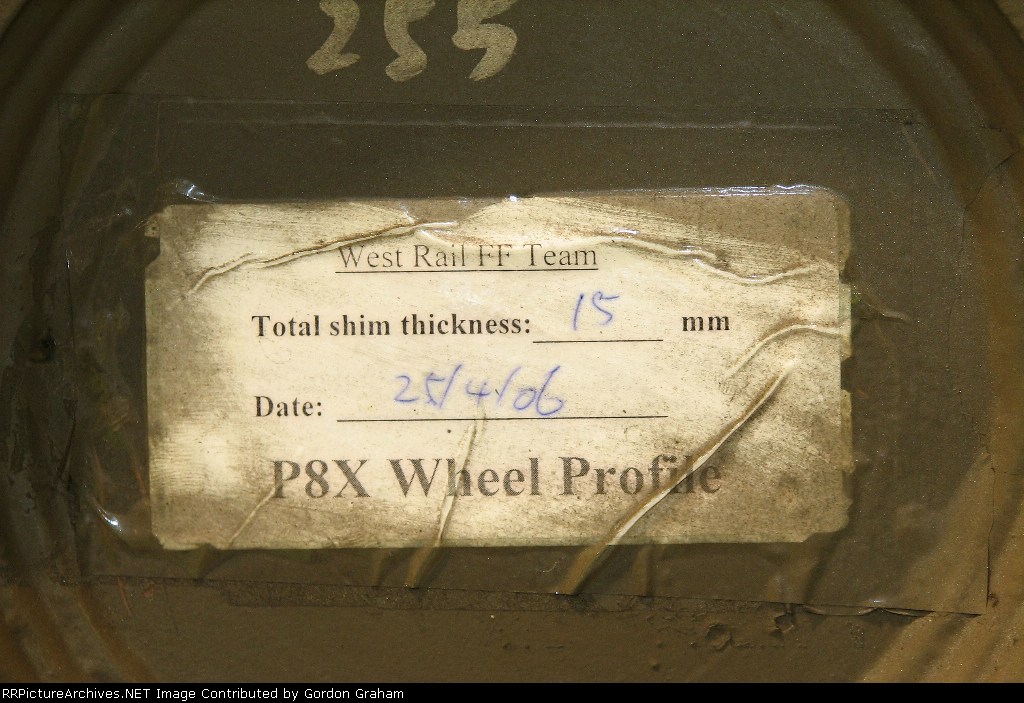 255
West Rail FF Team
Total shim thickness: 15 mm
Date: 25/4/06
P8X Wheel Profile
RRPictureArchives.NET Image Contributed by Gordon Graham